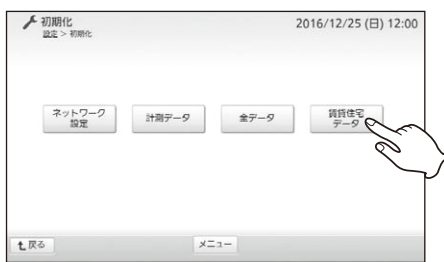 初期化
2016/12/25 (日) 12:00
設定 > 初期化
ネットワーク
設定
計測データ
全データ
賃貸住宅
データ
戻る
メニュー